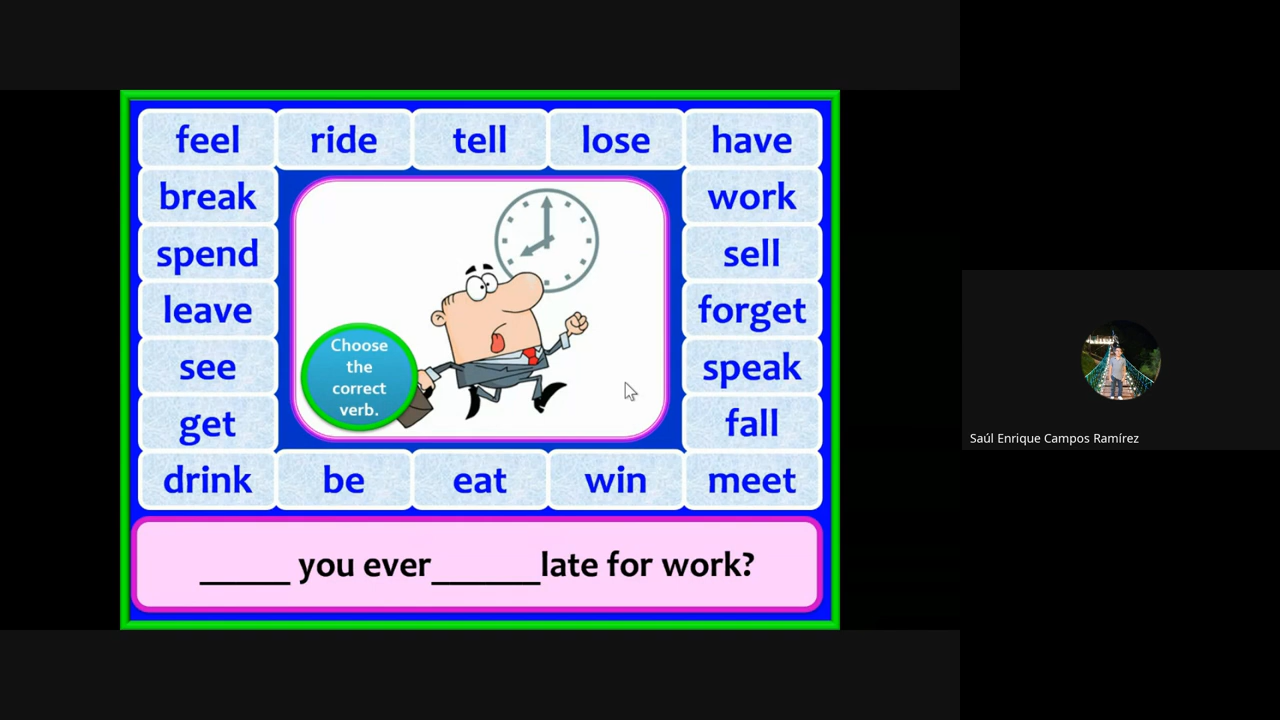 feel ride tell lose have
break work
spend sell
leave forget
see speak
get fall
drink be eat win meet
Choose
the
correct
verb.
_____ you ever______late for work?
Saúl Enrique Campos Ramírez